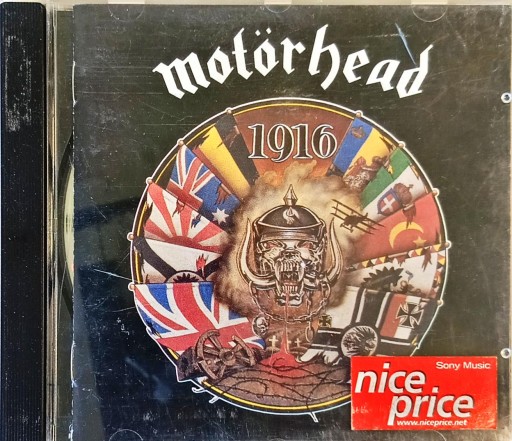 motörhead
1916
Sony Music
nice
price
www.niceprice.net